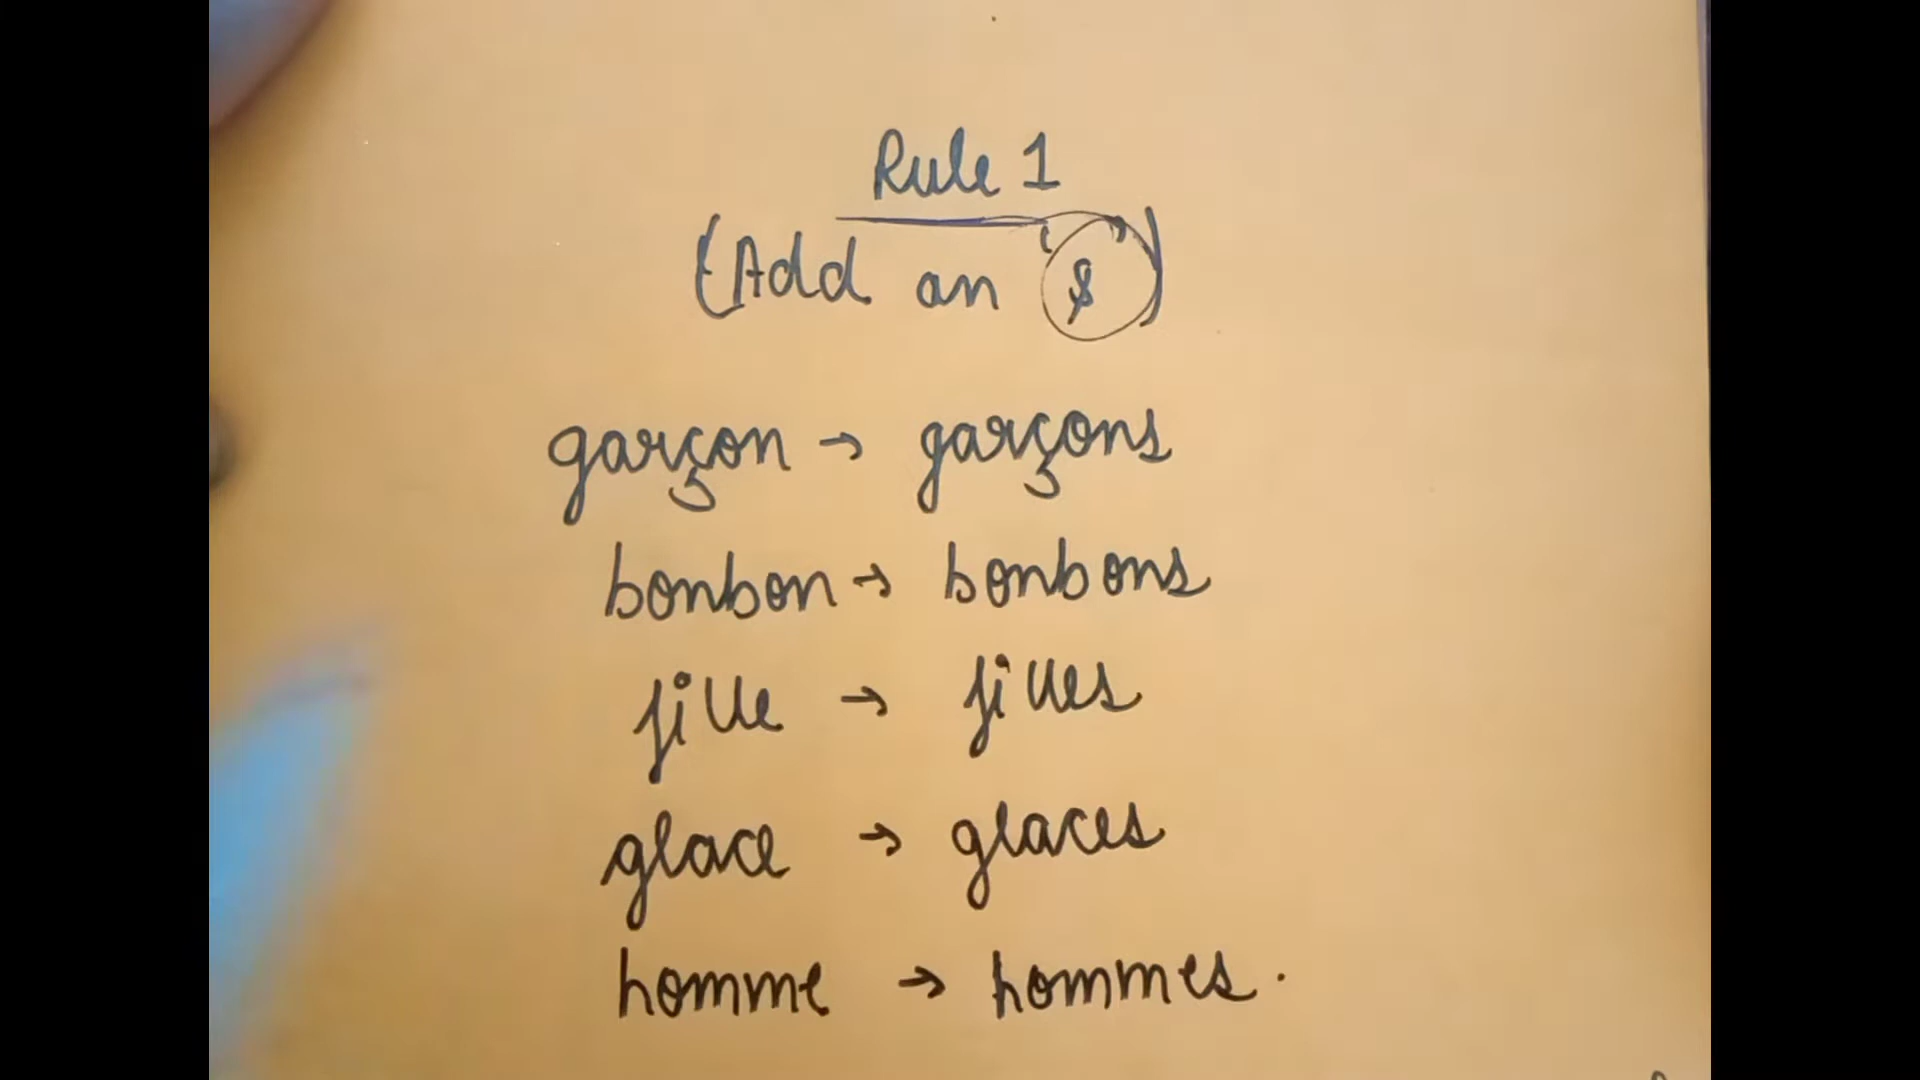 Rule 1
(Add an 's')
garçon → garçons
bonbon → bonbons
fille → filles
glace → glaces
homme → hommes.